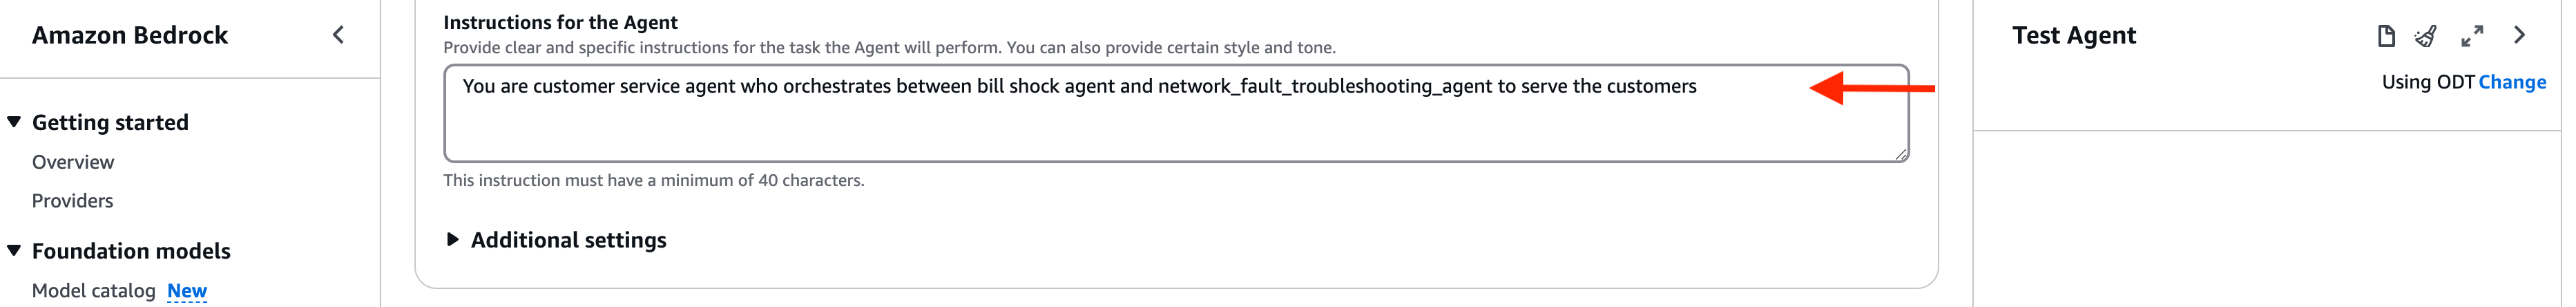 Amazon Bedrock
Getting started
Overview
Providers
Foundation models
Model catalog New
Instructions for the Agent
Provide clear and specific instructions for the task the Agent will perform. You can also provide certain style and tone.
You are customer service agent who orchestrates between bill shock agent and network_fault_troubleshooting_agent to serve the customers
This instruction must have a minimum of 40 characters.
Additional settings
Test Agent
Using ODT Change